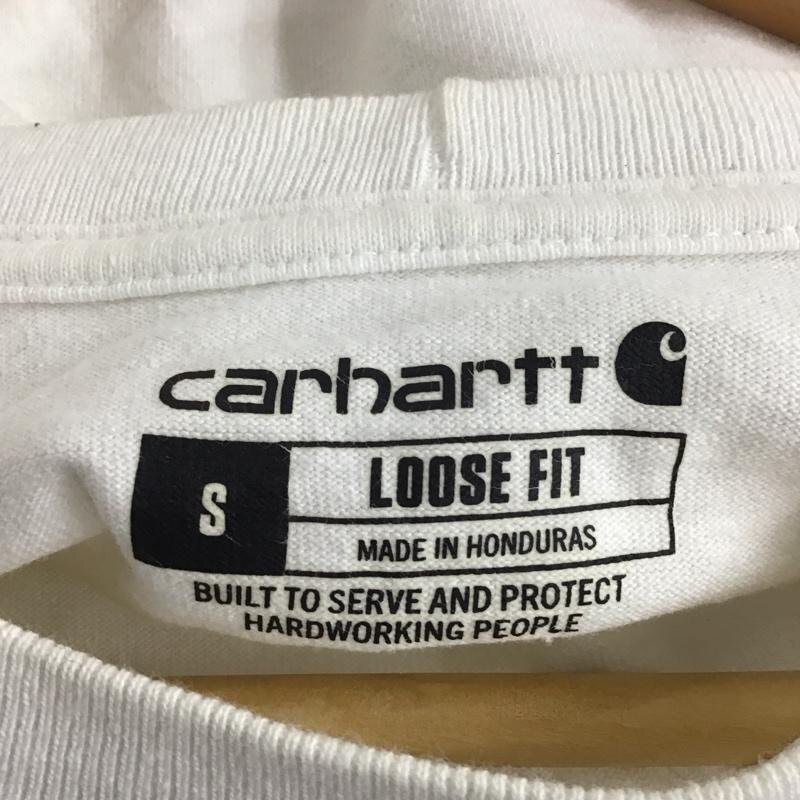 carhartt
S
LOOSE FIT
MADE IN HONDURAS
BUILT TO SERVE AND PROTECT
HARDWORKING PEOPLE